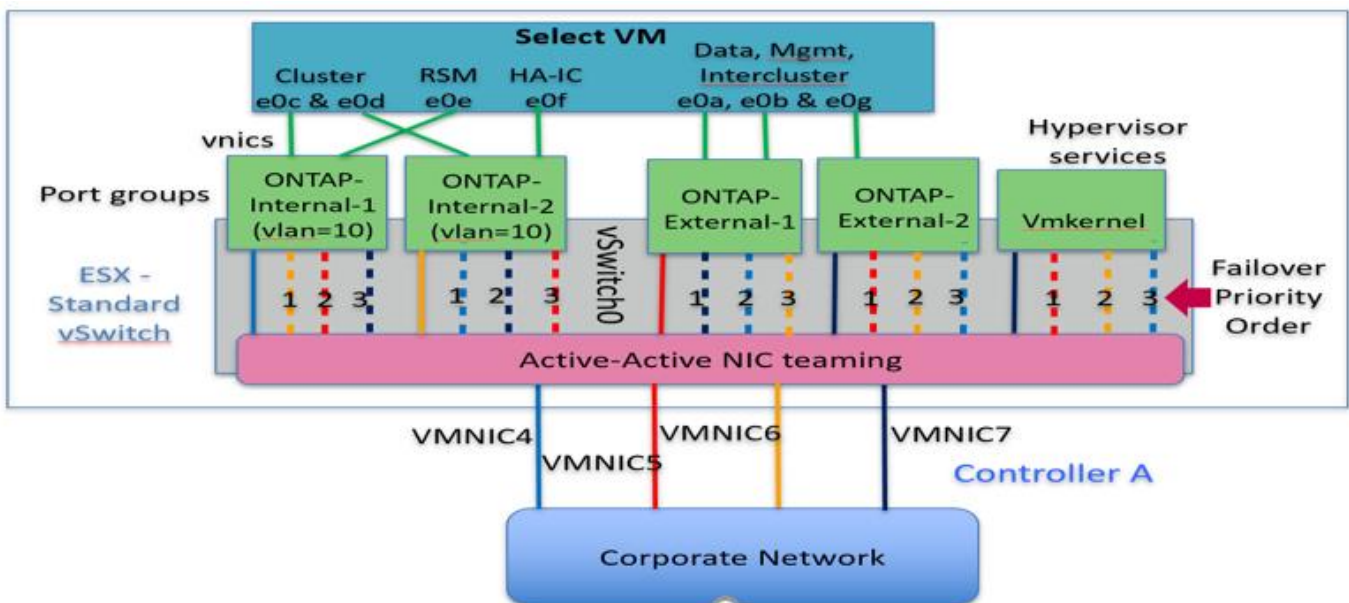 Select VM
Cluster
e0c & e0d
RSM
e0e
HA-IC
e0f
Data, Mgmt,
Intercluster
e0a, e0b & e0g
vnics
Hypervisor
services
Port groups
ONTAP-
Internal-1
(vlan=10)
ONTAP-
Internal-2
(vlan=10)
ONTAP-
External-1
ONTAP-
External-2
Vmkernel
ESX -
Standard
vSwitch
1 2 3
1 2 3
vSwitch0
1 2 3
1 2 3
1 2 3
Failover
Priority
Order
Active-Active NIC teaming
VMNIC4
VMNIC5
VMNIC6
VMNIC7
Controller A
Corporate Network